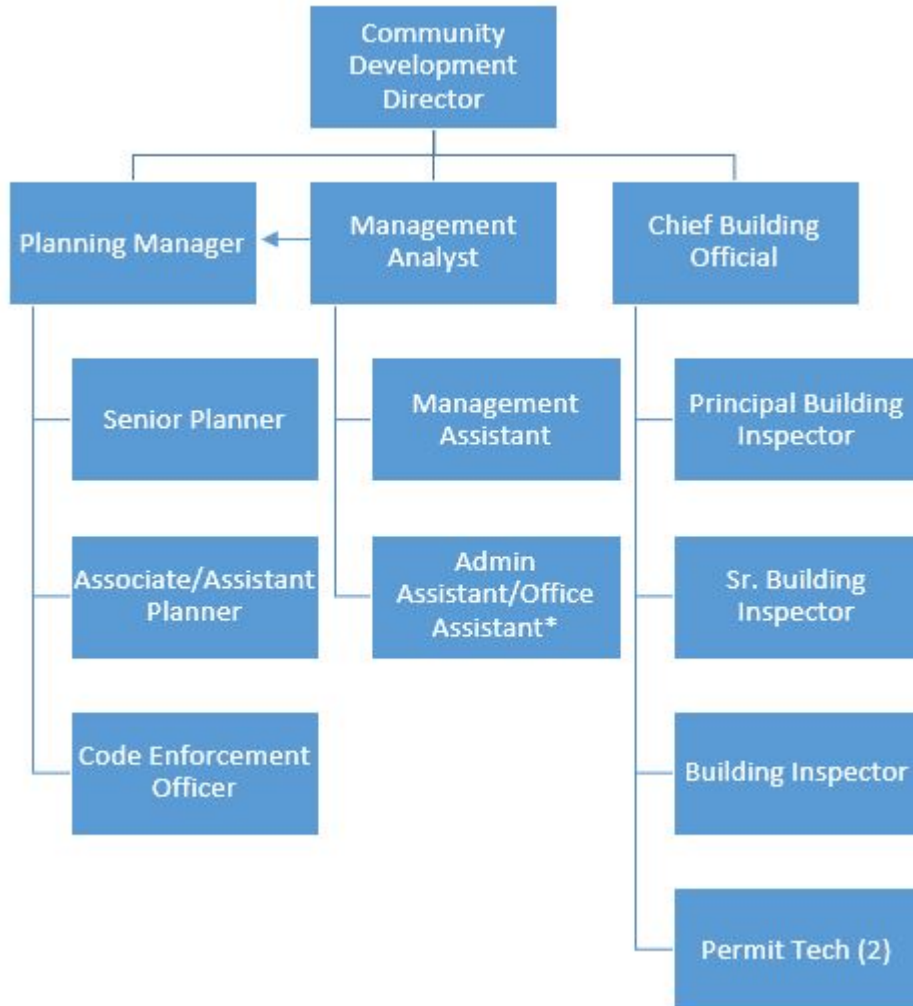 Community
Development
Director
Planning Manager
Management
Analyst
Chief Building
Official
Senior Planner
Management
Assistant
Principal Building
Inspector
Associate/Assistant
Planner
Admin
Assistant/Office
Assistant*
Sr. Building
Inspector
Code Enforcement
Officer
Building Inspector
Permit Tech (2)